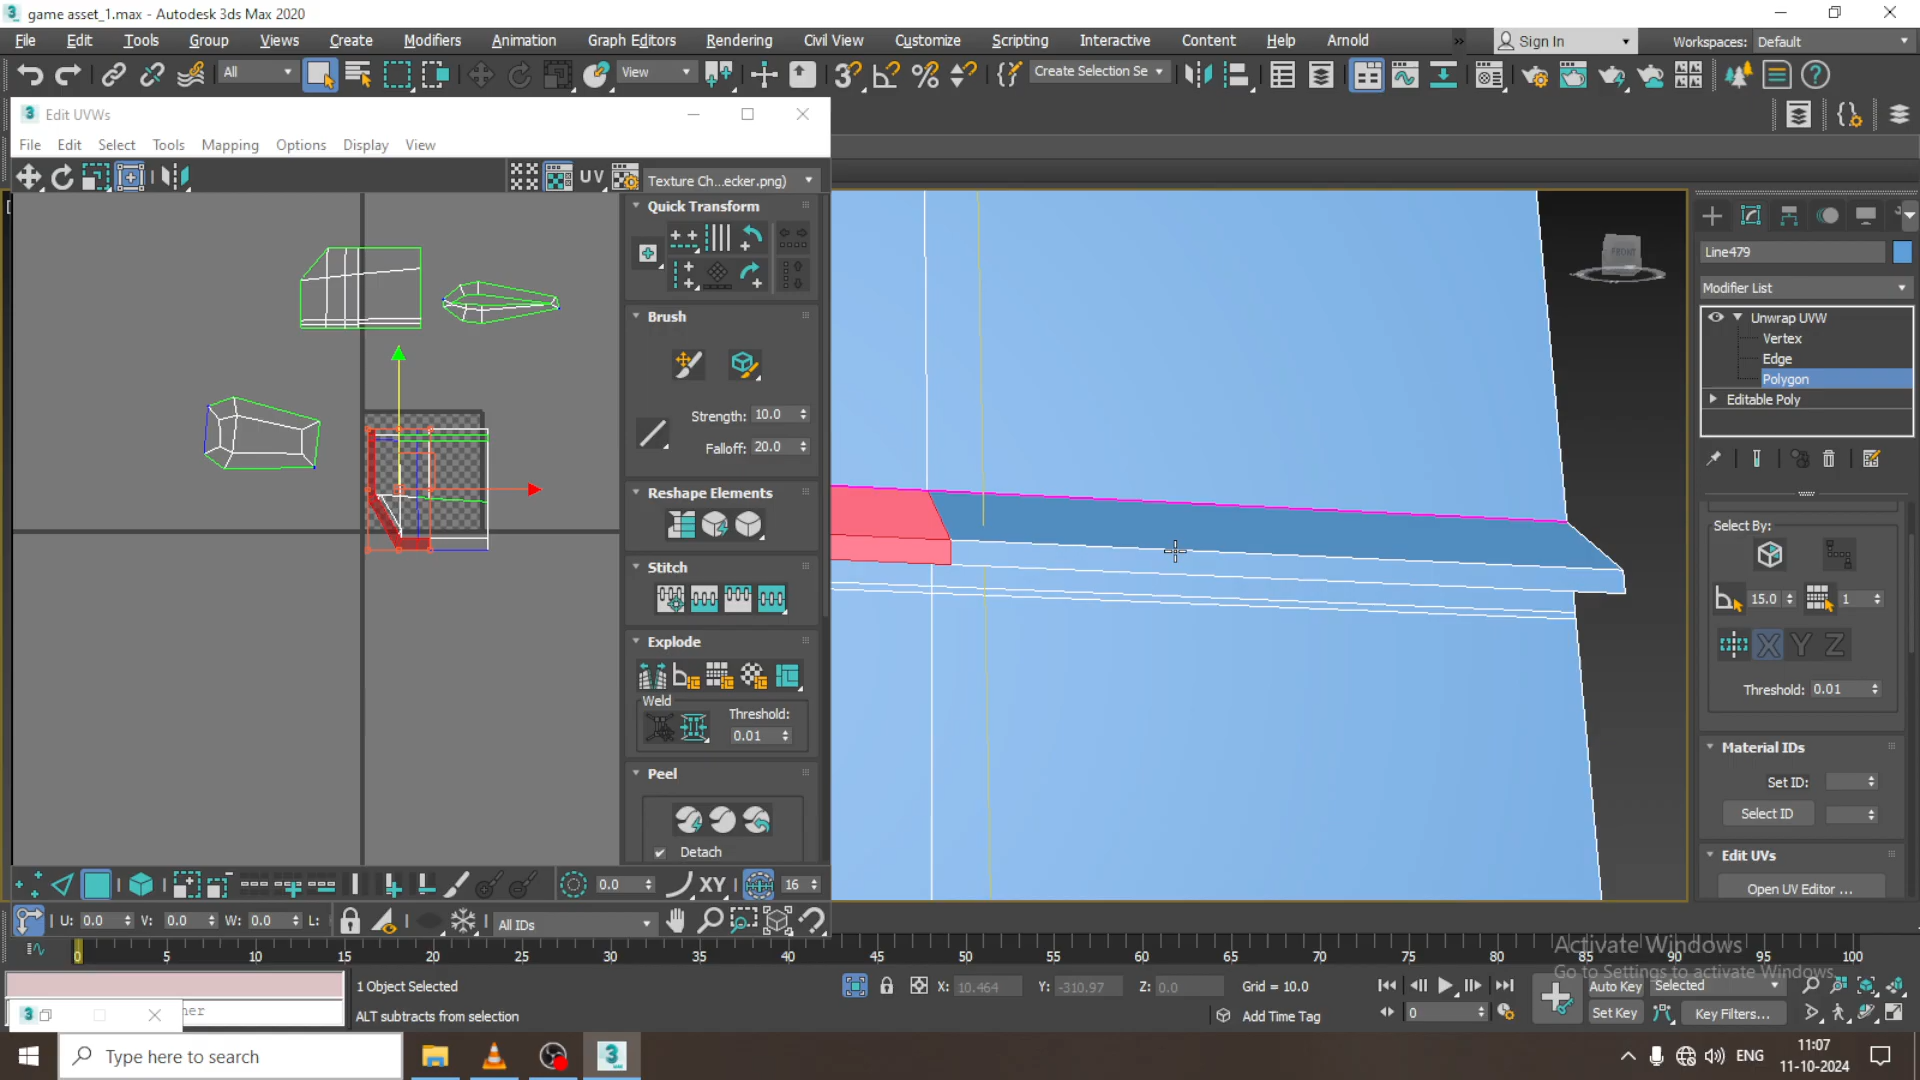 game asset_1.max - Autodesk 3ds Max 2020
File Edit Tools Group Views Create Modifiers Animation Graph Editors Rendering Civil View Customize Scripting Interactive Content Help Arnold
Sign In
Workspaces: Default
All
View
Create Selection Se
Edit UVWs
File Edit Select Tools Mapping Options Display View
UV
Texture Ch...ecker.png)
Quick Transform
Brush
Strength: 10.0
Falloff: 20.0
Reshape Elements
Stitch
Explode
Weld
Threshold:
0.01
Peel
Detach
0.0
XY
16
U: 0.0 V: 0.0 W: 0.0 L:
All IDs
FRONT
Line479
Modifier List
Unwrap UVW
Vertex
Edge
Polygon
Editable Poly
Select By:
15.0
1
X Y Z
Threshold: 0.01
Material IDs
Set ID:
Select ID
Edit UVs
Open UV Editor ...
0 5 10 15 20 25 30 35 40 45 50 55 60 65 70 75 80 85 90 95 100
Activate Windows
Go to Settings to activate Windows.
1 Object Selected
ALT subtracts from selection
X: 10.464 Y: -310.97 Z: 0.0 Grid = 10.0
Add Time Tag
0
Auto Key Selected
Set Key Key Filters...
Type here to search
ENG
11:07
11-10-2024